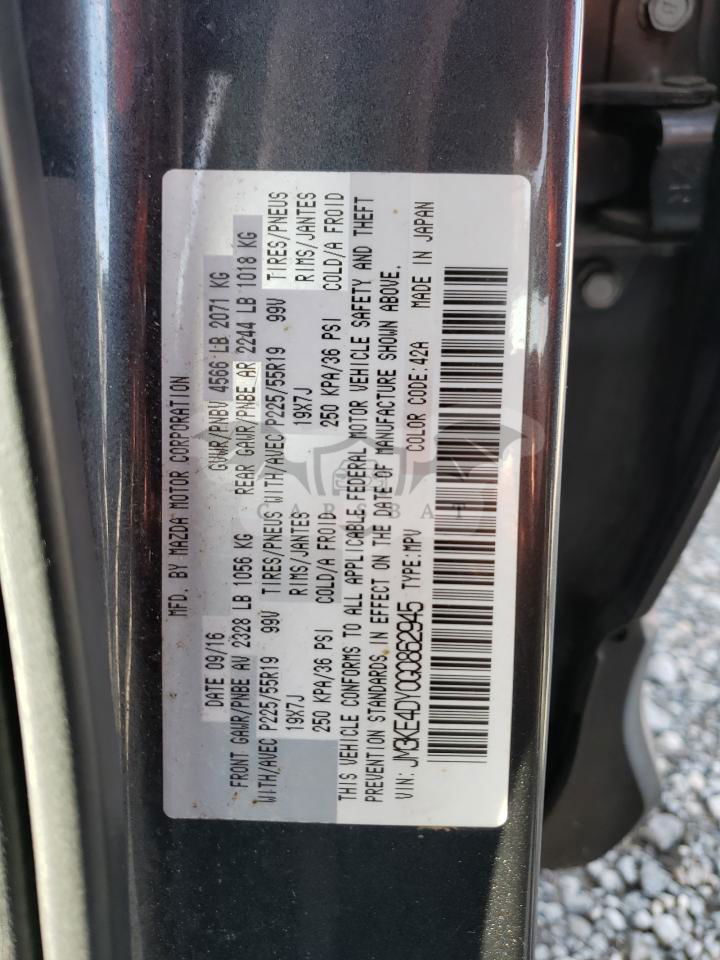 MFD. BY MAZDA MOTOR CORPORATION
DATE 09/16 GVWR/PNBV 4566 LB 2071 KG
FRONT GAWR/PNBE AV 2328 LB 1056 KG REAR GAWR/PNBE AR 2244 LB 1018 KG
WITH/AVEC P225/55R19 99V TIRES/PNEUS WITH/AVEC P225/55R19 99V TIRES/PNEUS
19X7J RIMS/JANTES 19X7J RIMS/JANTES
250 KPA/36 PSI COLD/A FROID 250 KPA/36 PSI COLD/A FROID
THIS VEHICLE CONFORMS TO ALL APPLICABLE FEDERAL MOTOR VEHICLE SAFETY AND THEFT
PREVENTION STANDARDS IN EFFECT ON THE DATE OF MANUFACTURE SHOWN ABOVE.
VIN: JM3KE4DY0G0862945 TYPE:MPV COLOR CODE:42A MADE IN JAPAN
CARSBAT